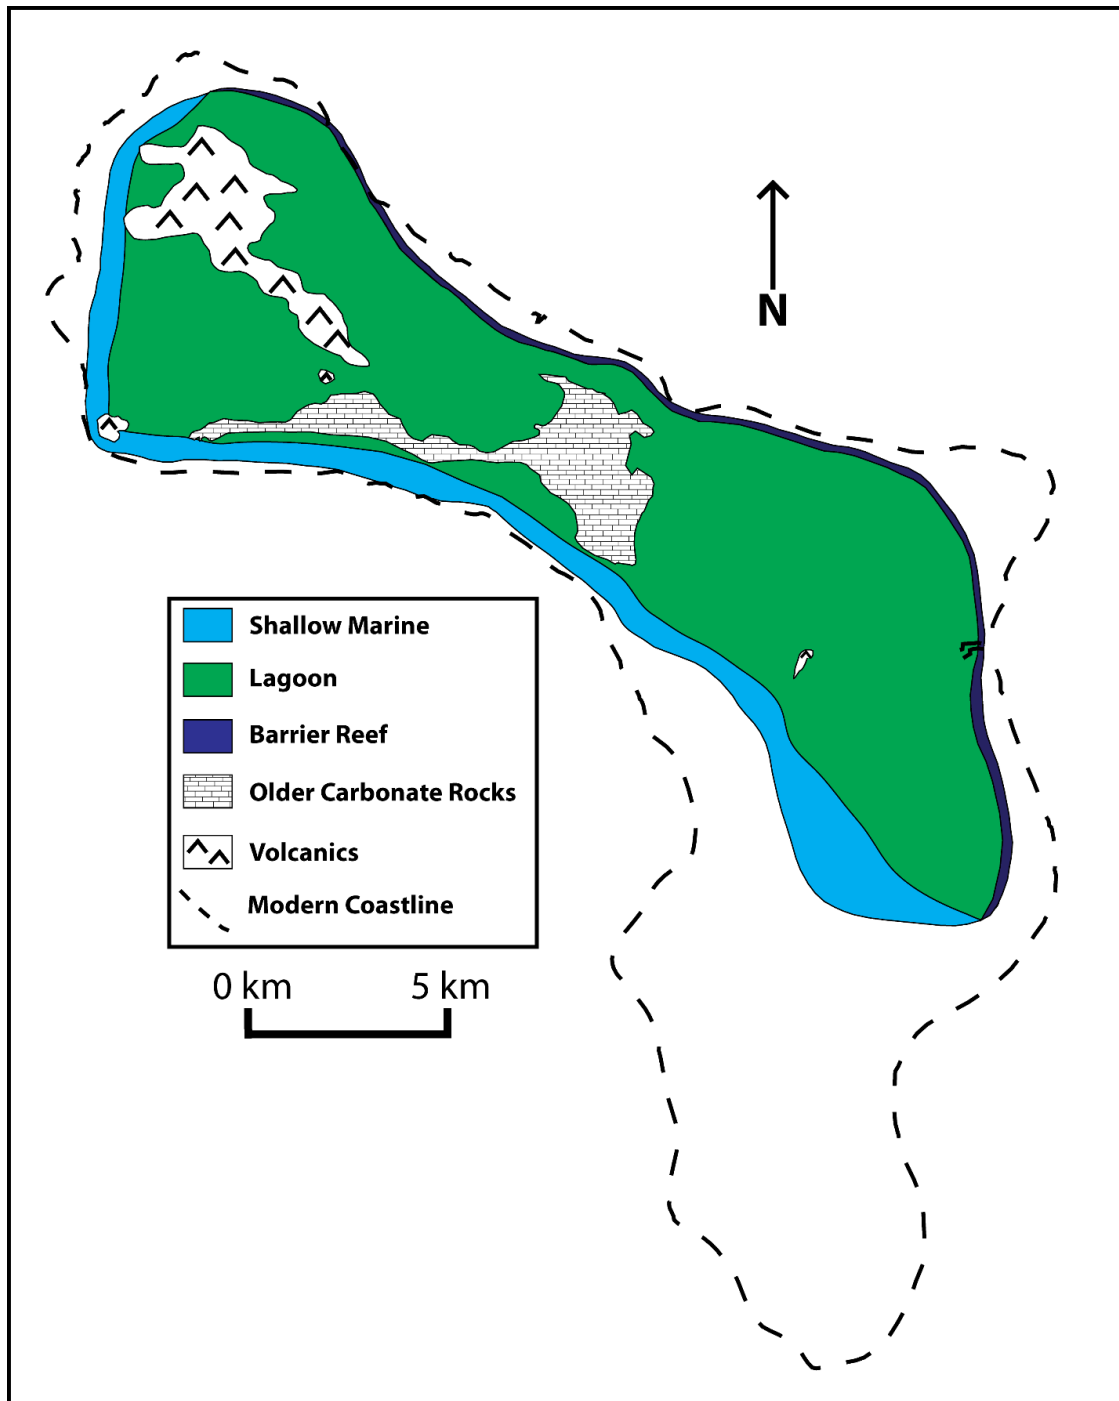 N
Shallow Marine
Lagoon
Barrier Reef
Older Carbonate Rocks
Volcanics
Modern Coastline
0 km 5 km